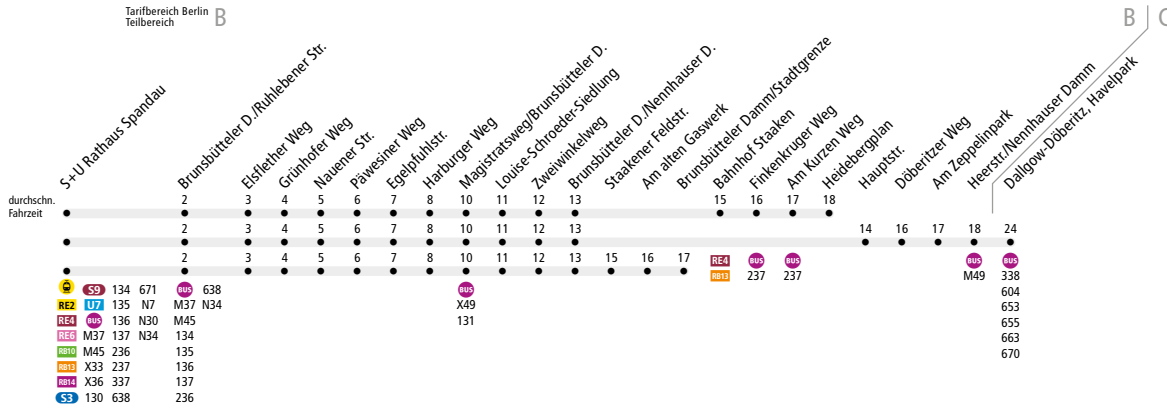 Tarifbereich Berlin
Teilbereich
B
B
C
S+U Rathaus Spandau
Brunsbütteler D./Ruhlebener Str.
Elsflether Weg
Grünhofer Weg
Nauener Str.
Päwesiner Weg
Egelpfuhlstr.
Harburger Weg
Magistratsweg/Brunsbütteler D.
Louise-Schroeder-Siedlung
Zweiwinkelweg
Brunsbütteler D./Nennhauser D.
Staakener Feldstr.
Am alten Gaswerk
Brunsbütteler Damm/Stadtgrenze
Bahnhof Staaken
Finkenkruger Weg
Am Kurzen Weg
Heidebergplan
Hauptstr.
Döberitzer Weg
Am Zeppelinpark
Heerstr./Nennhauser Damm
Dallgow-Döberitz, Havelpark
durchschn.
Fahrzeit
2 3 4 5 6 7 8 10 11 12 13 15 16 17 18
2 3 4 5 6 7 8 10 11 12 13 14 16 17 18 24
2 3 4 5 6 7 8 10 11 12 13 15 16 17
RE4 BUS BUS BUS BUS
RB13 237 237 M49 338
S9 134 671 BUS 638 BUS 604
RE2 U7 135 N7 M37 N34 X49 653
RE4 BUS 136 N30 M45 131 655
RE6 M37 137 N34 134 663
RB10 M45 236 135 670
RB13 X33 237 136
RB14 X36 337 137
S3 130 638 236